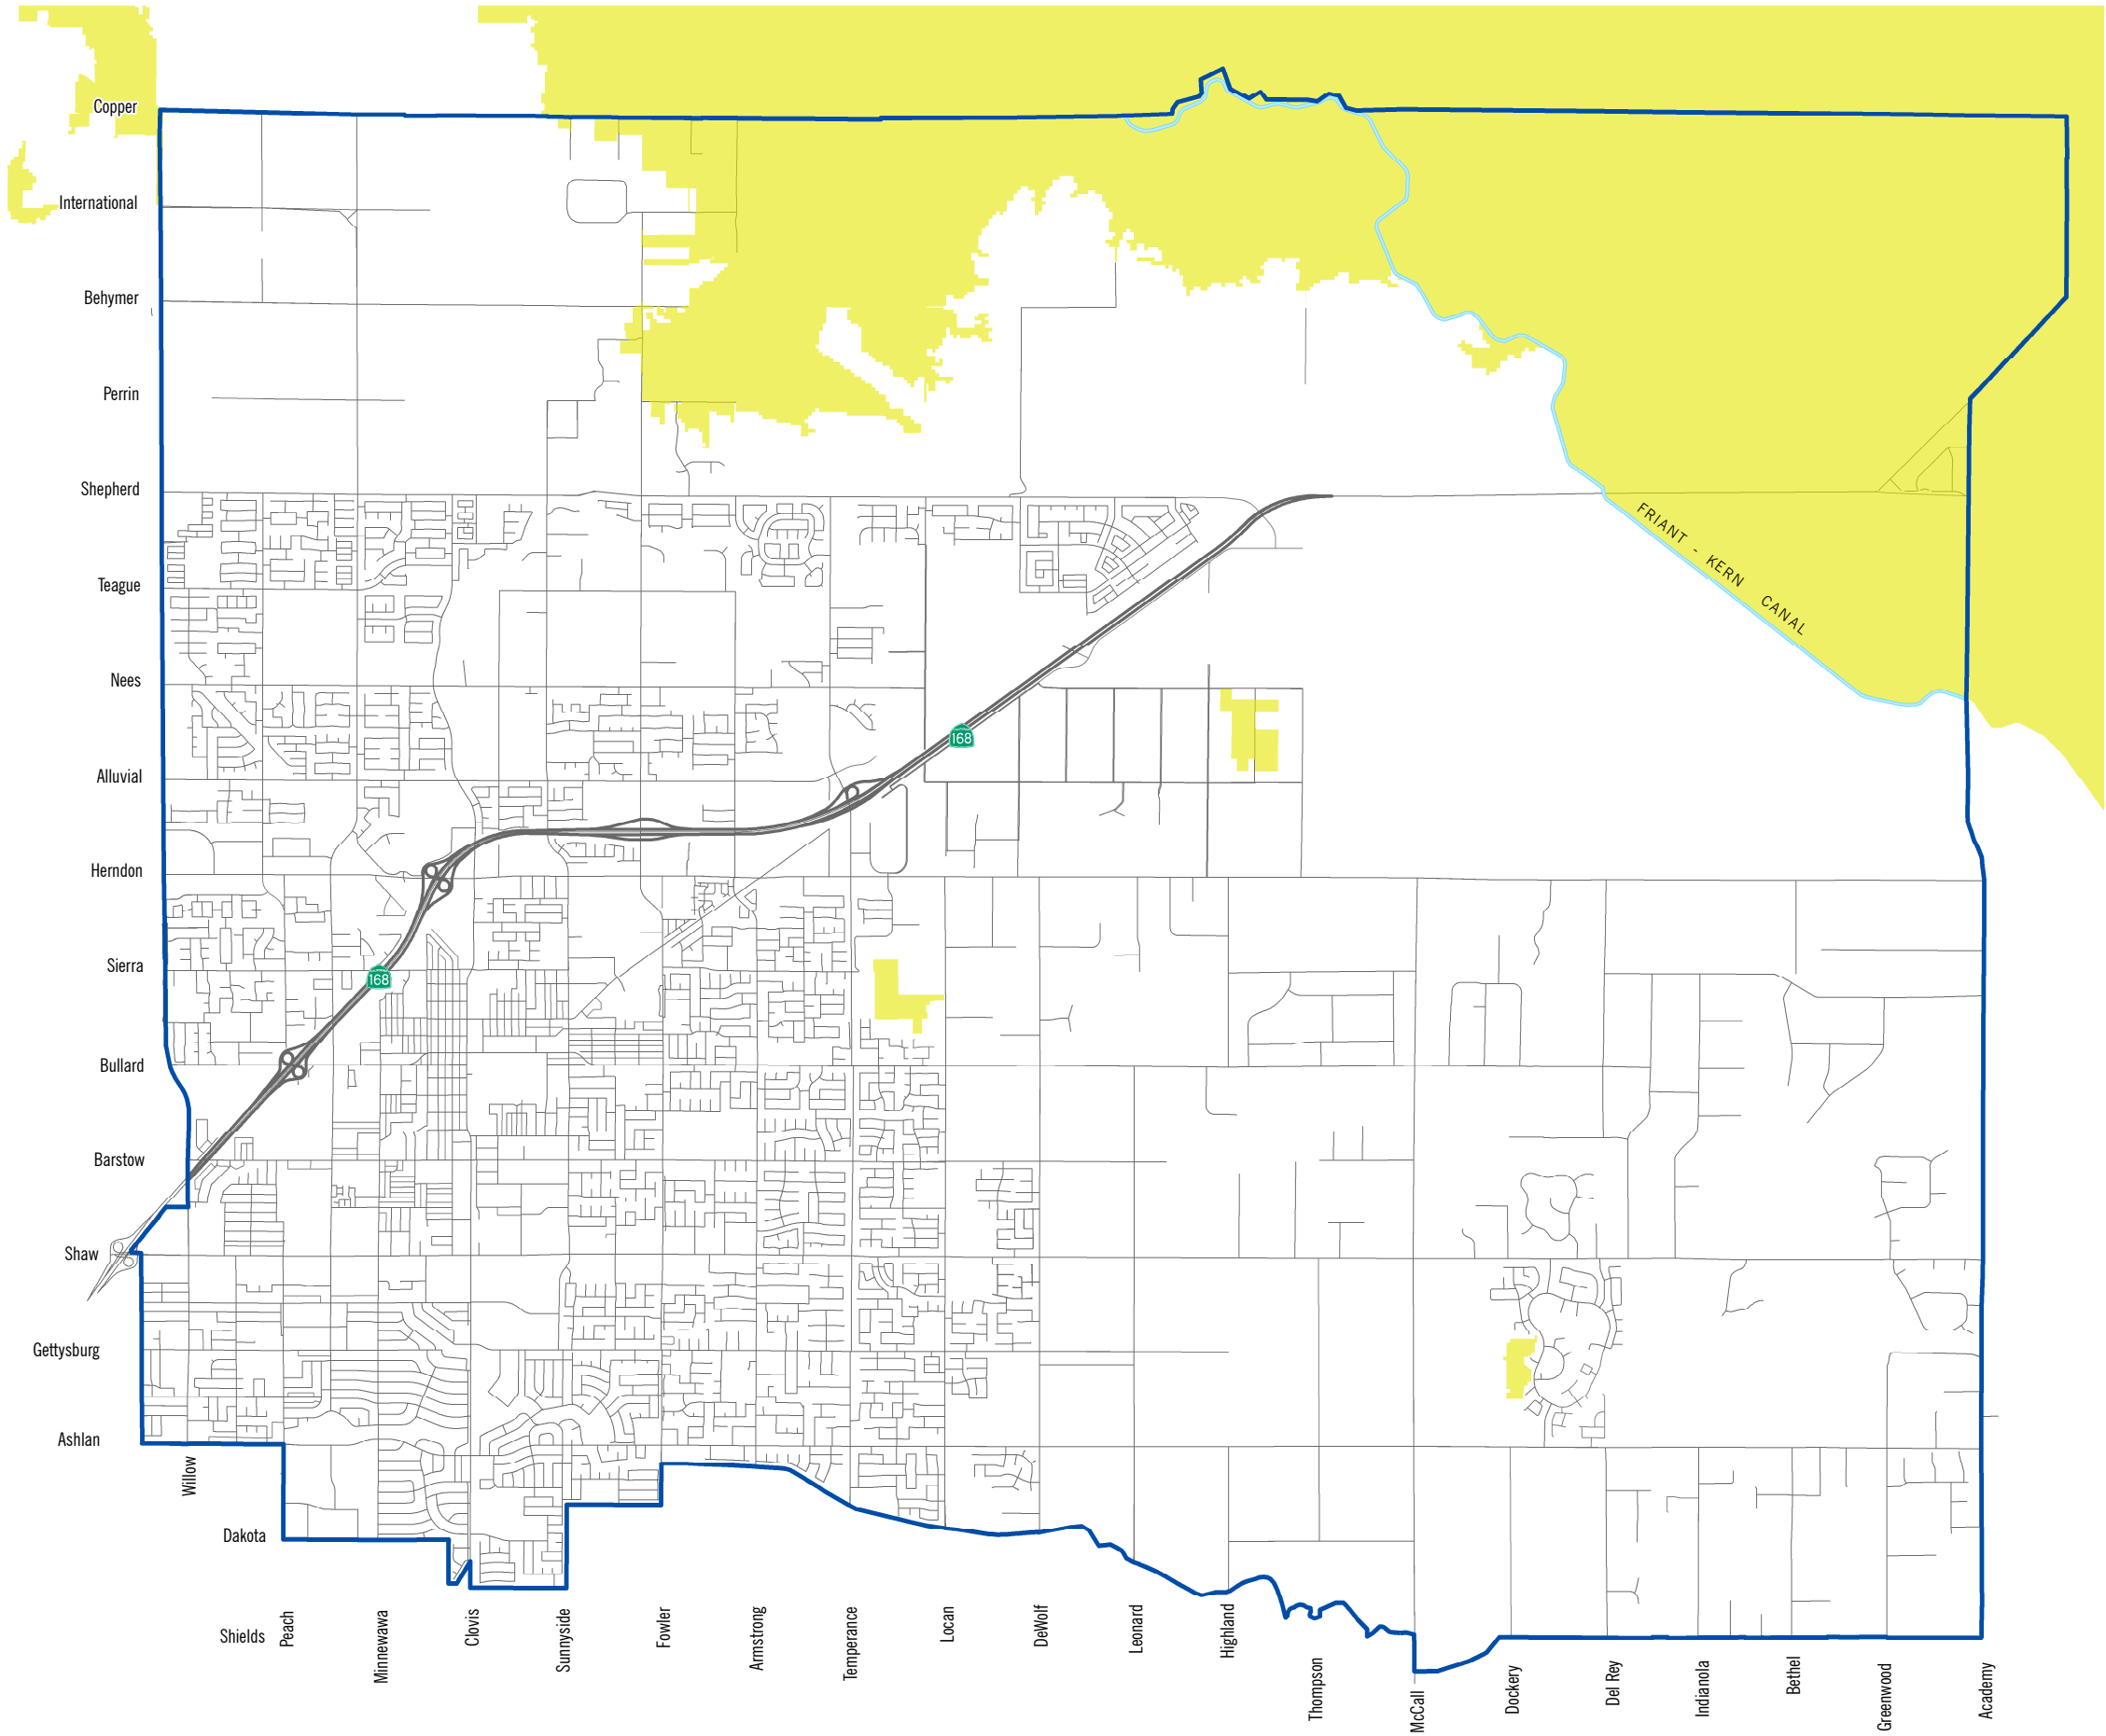 Copper
International
Behymer
Perrin
Shepherd
FRIANT - KERN CANAL
Teague
Nees
168
Alluvial
Herndon
Sierra
168
Bullard
Barstow
Shaw
Gettysburg
Ashlan
Willow
Dakota
Shields
Peach
Minnewawa
Clovis
Sunnyside
Fowler
Armstrong
Temperance
Locan
DeWolf
Leonard
Highland
Thompson
McCall
Dockery
Del Rey
Indianola
Bethel
Greenwood
Academy